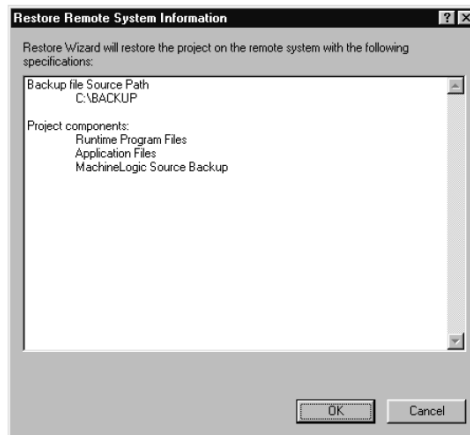 Restore Remote System Information
Restore Wizard will restore the project on the remote system with the following
specifications:
Backup file Source Path
C:\BACKUP
Project components:
Runtime Program Files
Application Files
MachineLogic Source Backup
OK
Cancel